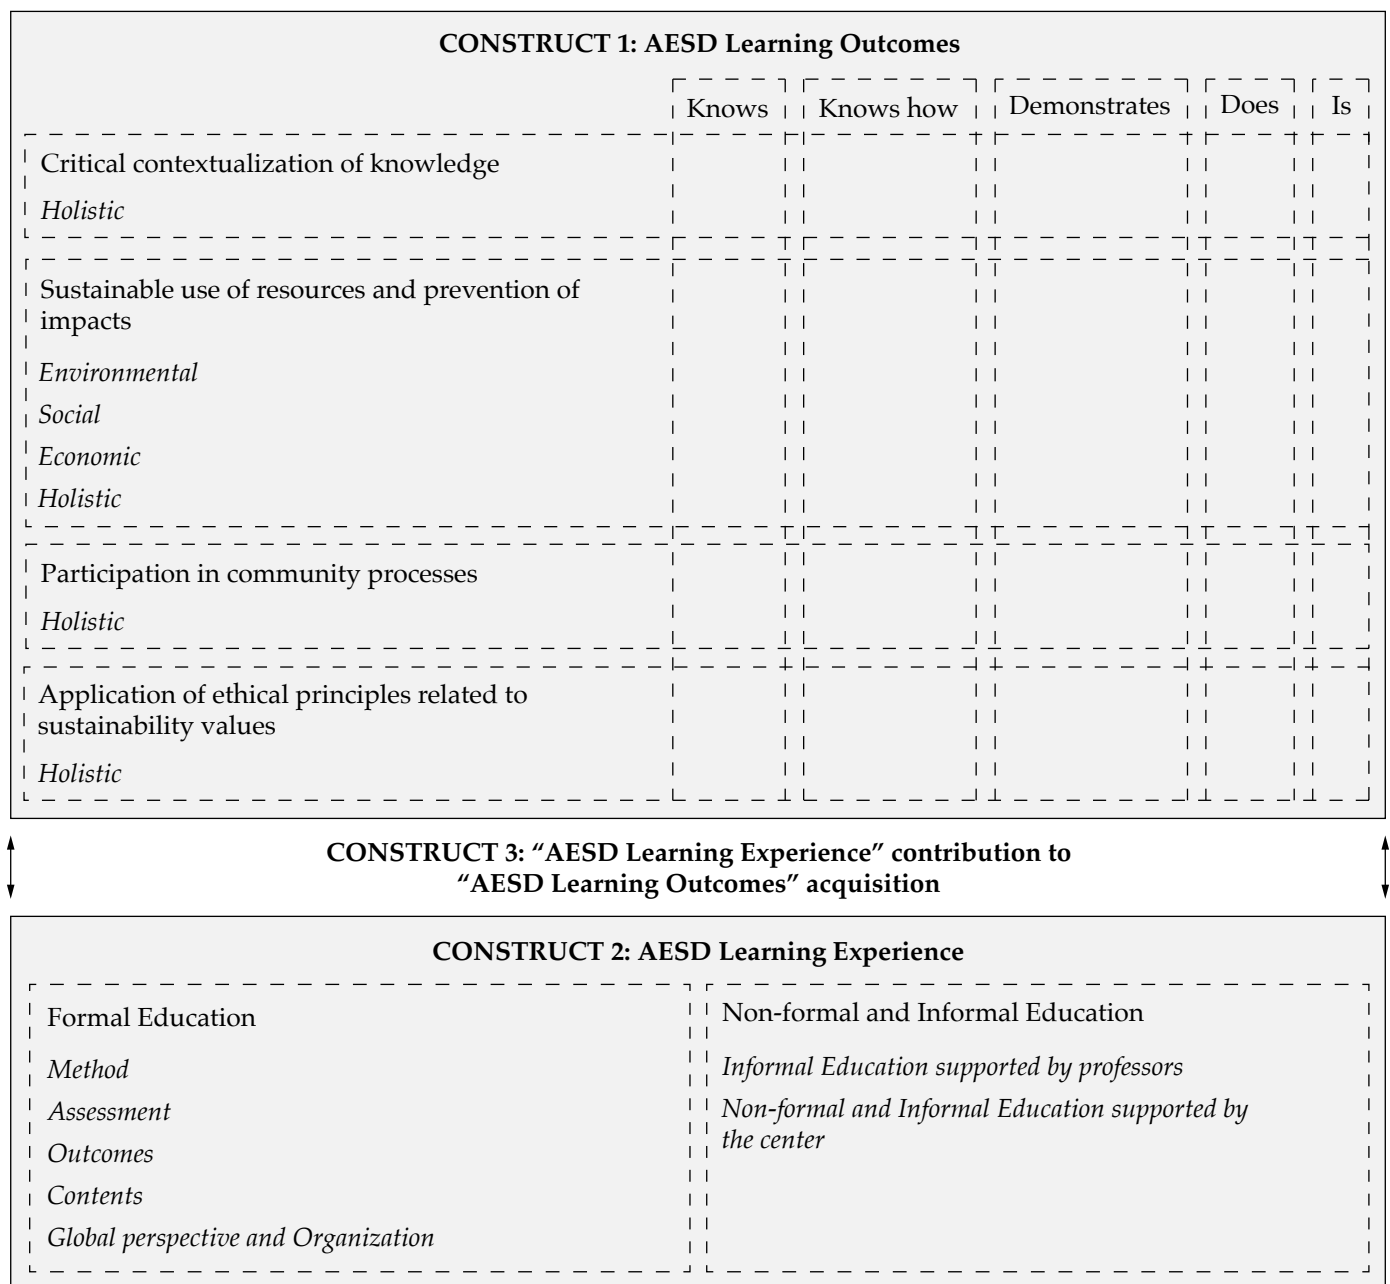 CONSTRUCT 1: AESD Learning Outcomes
Knows Knows how Demonstrates Does Is
Critical contextualization of knowledge
Holistic
Sustainable use of resources and prevention of
impacts
Environmental
Social
Economic
Holistic
Participation in community processes
Holistic
Application of ethical principles related to
sustainability values
Holistic
CONSTRUCT 3: “AESD Learning Experience” contribution to
“AESD Learning Outcomes” acquisition
CONSTRUCT 2: AESD Learning Experience
Formal Education
Method
Assessment
Outcomes
Contents
Global perspective and Organization
Non-formal and Informal Education
Informal Education supported by professors
Non-formal and Informal Education supported by
the center